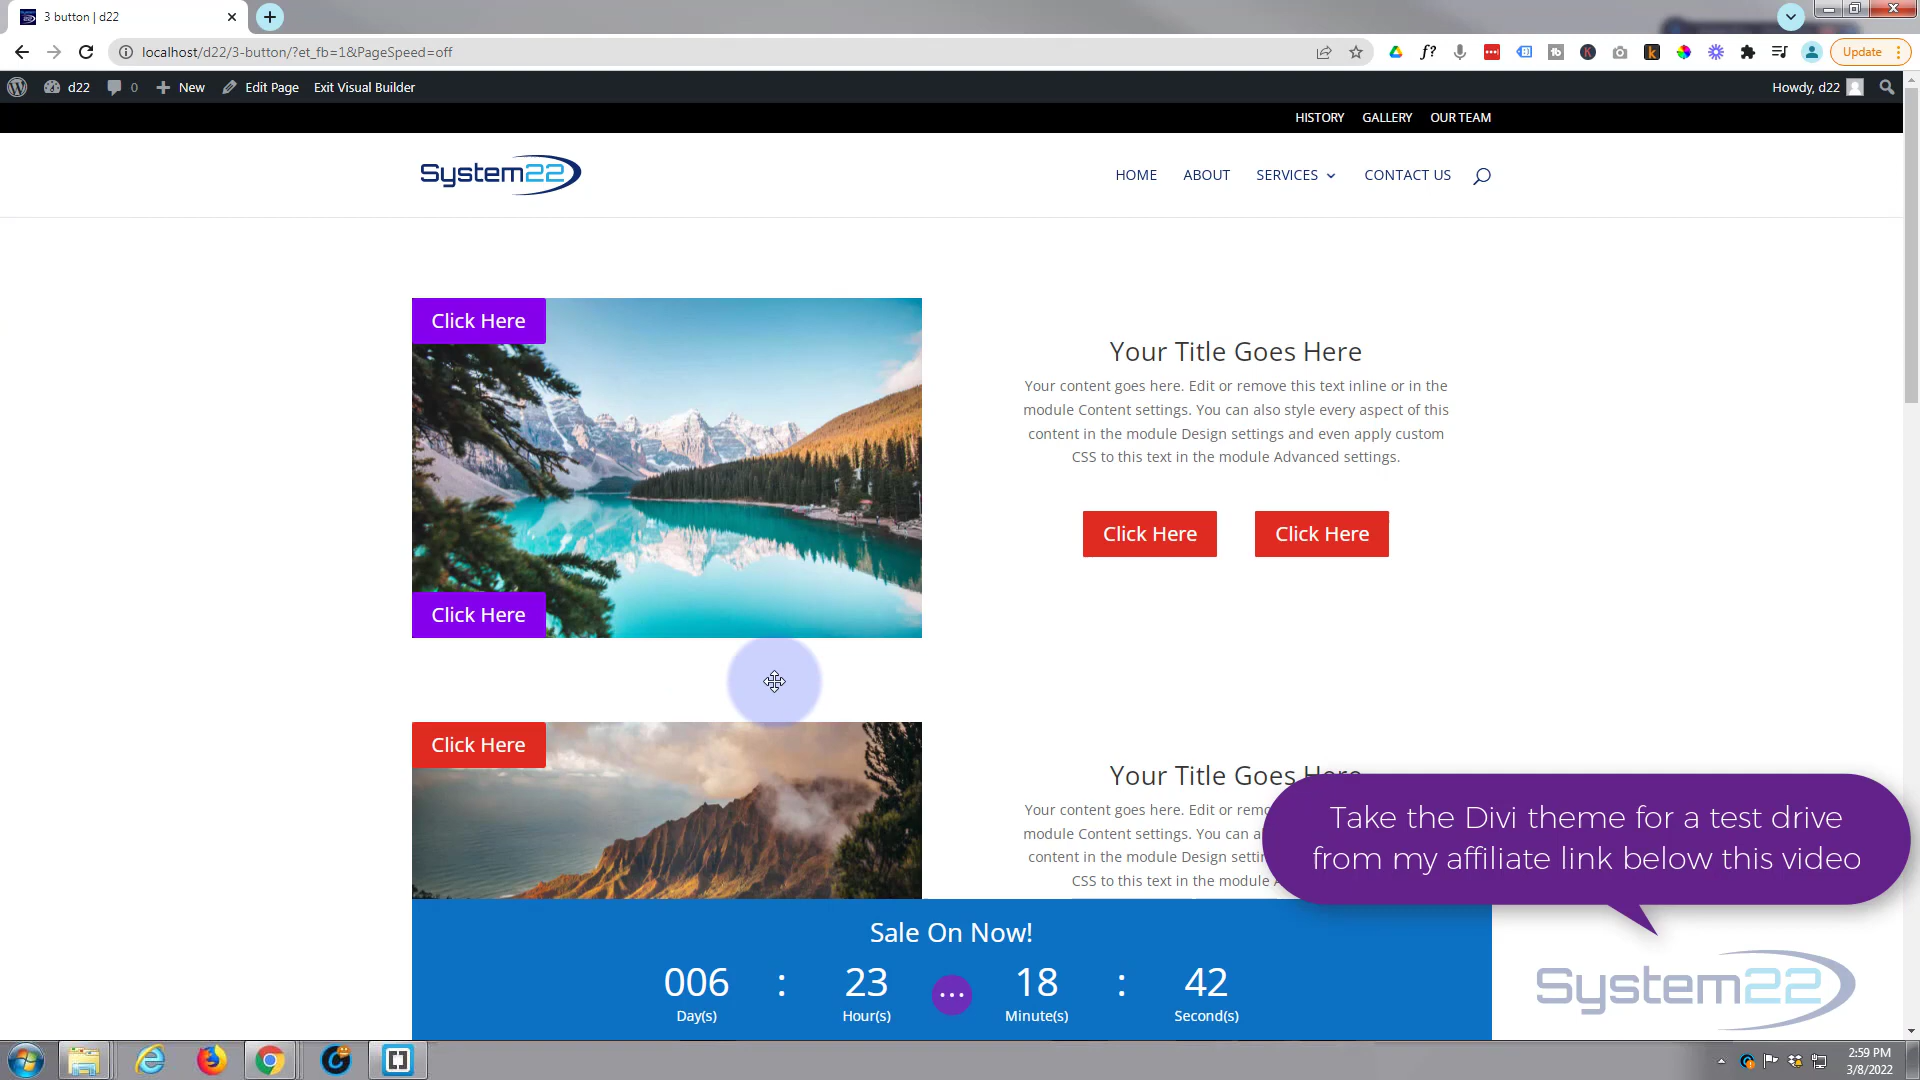 3 button | d22
localhost/d22/3-button/?et_fb=1&PageSpeed=off
Update
d22
0
New
Edit Page
Exit Visual Builder
Howdy, d22
HISTORY
GALLERY
OUR TEAM
System22
HOME
ABOUT
SERVICES
CONTACT US
Click Here
Your Title Goes Here
Your content goes here. Edit or remove this text inline or in the
module Content settings. You can also style every aspect of this
content in the module Design settings and even apply custom
CSS to this text in the module Advanced settings.
Click Here
Click Here
Click Here
Click Here
Your Title Goes Here
Your content goes here. Edit or remo
module Content settings. You can a
content in the module Design settin
CSS to this text in the module
Take the Divi theme for a test drive
from my affiliate link below this video
Sale On Now!
006 : 23 18 : 42
Day(s) Hour(s) Minute(s) Second(s)
System22
2:59 PM
3/8/2022